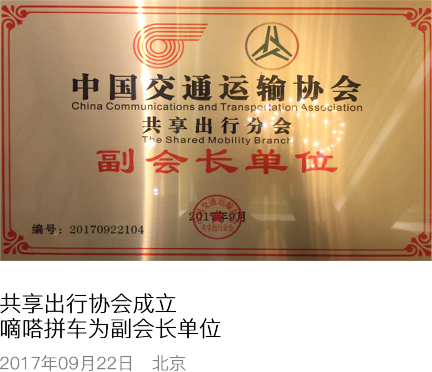 中国交通运输协会
China Communications and Transportation Association
共享出行分会
The Shared Mobility Branch
副会长单位
2017年9月
编号：20170922104
共享出行协会成立
嘀嗒拼车为副会长单位
2017年09月22日 北京